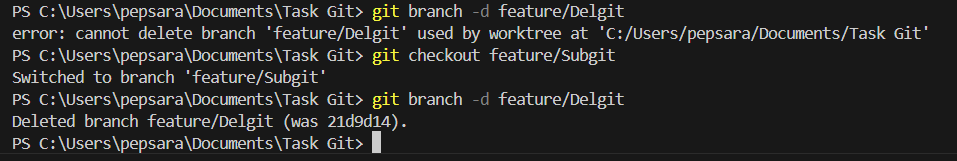 PS C:\Users\pepsara\Documents\Task Git> git branch -d feature/Delgit
error: cannot delete branch 'feature/Delgit' used by worktree at 'C:/Users/pepsara/Documents/Task Git'
PS C:\Users\pepsara\Documents\Task Git> git checkout feature/Subgit
Switched to branch 'feature/Subgit'
PS C:\Users\pepsara\Documents\Task Git> git branch -d feature/Delgit
Deleted branch feature/Delgit (was 21d9d14).
PS C:\Users\pepsara\Documents\Task Git>